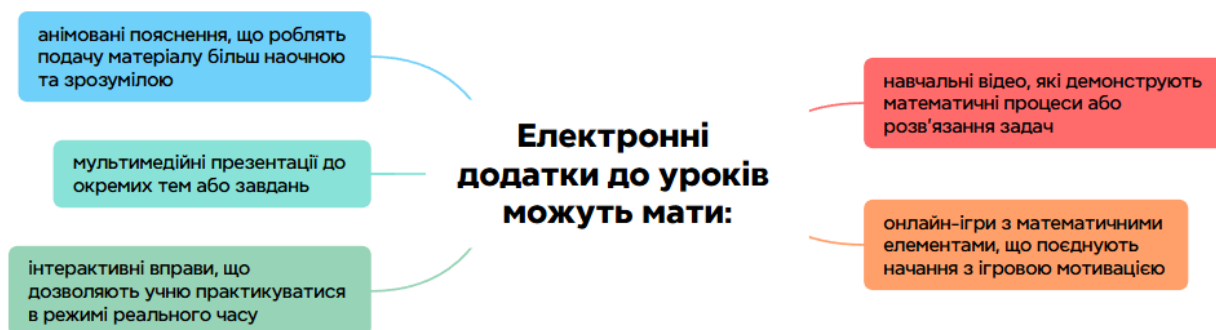 анімовані пояснення, що роблять
подачу матеріалу більш наочною
та зрозумілою
мультимедійні презентації до
окремих тем або завдань
інтерактивні вправи, що
дозволяють учню практикуватися
в режимі реального часу
Електронні
додатки до уроків
можуть мати:
навчальні відео, які демонструють
математичні процеси або
розв’язання задач
онлайн-ігри з математичними
елементами, що поєднують
начання з ігровою мотивацією